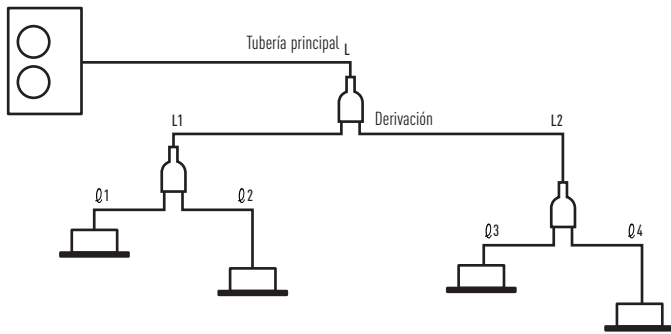 Tubería principal L
Derivación
L1
L2
ℓ1
ℓ2
ℓ3
ℓ4